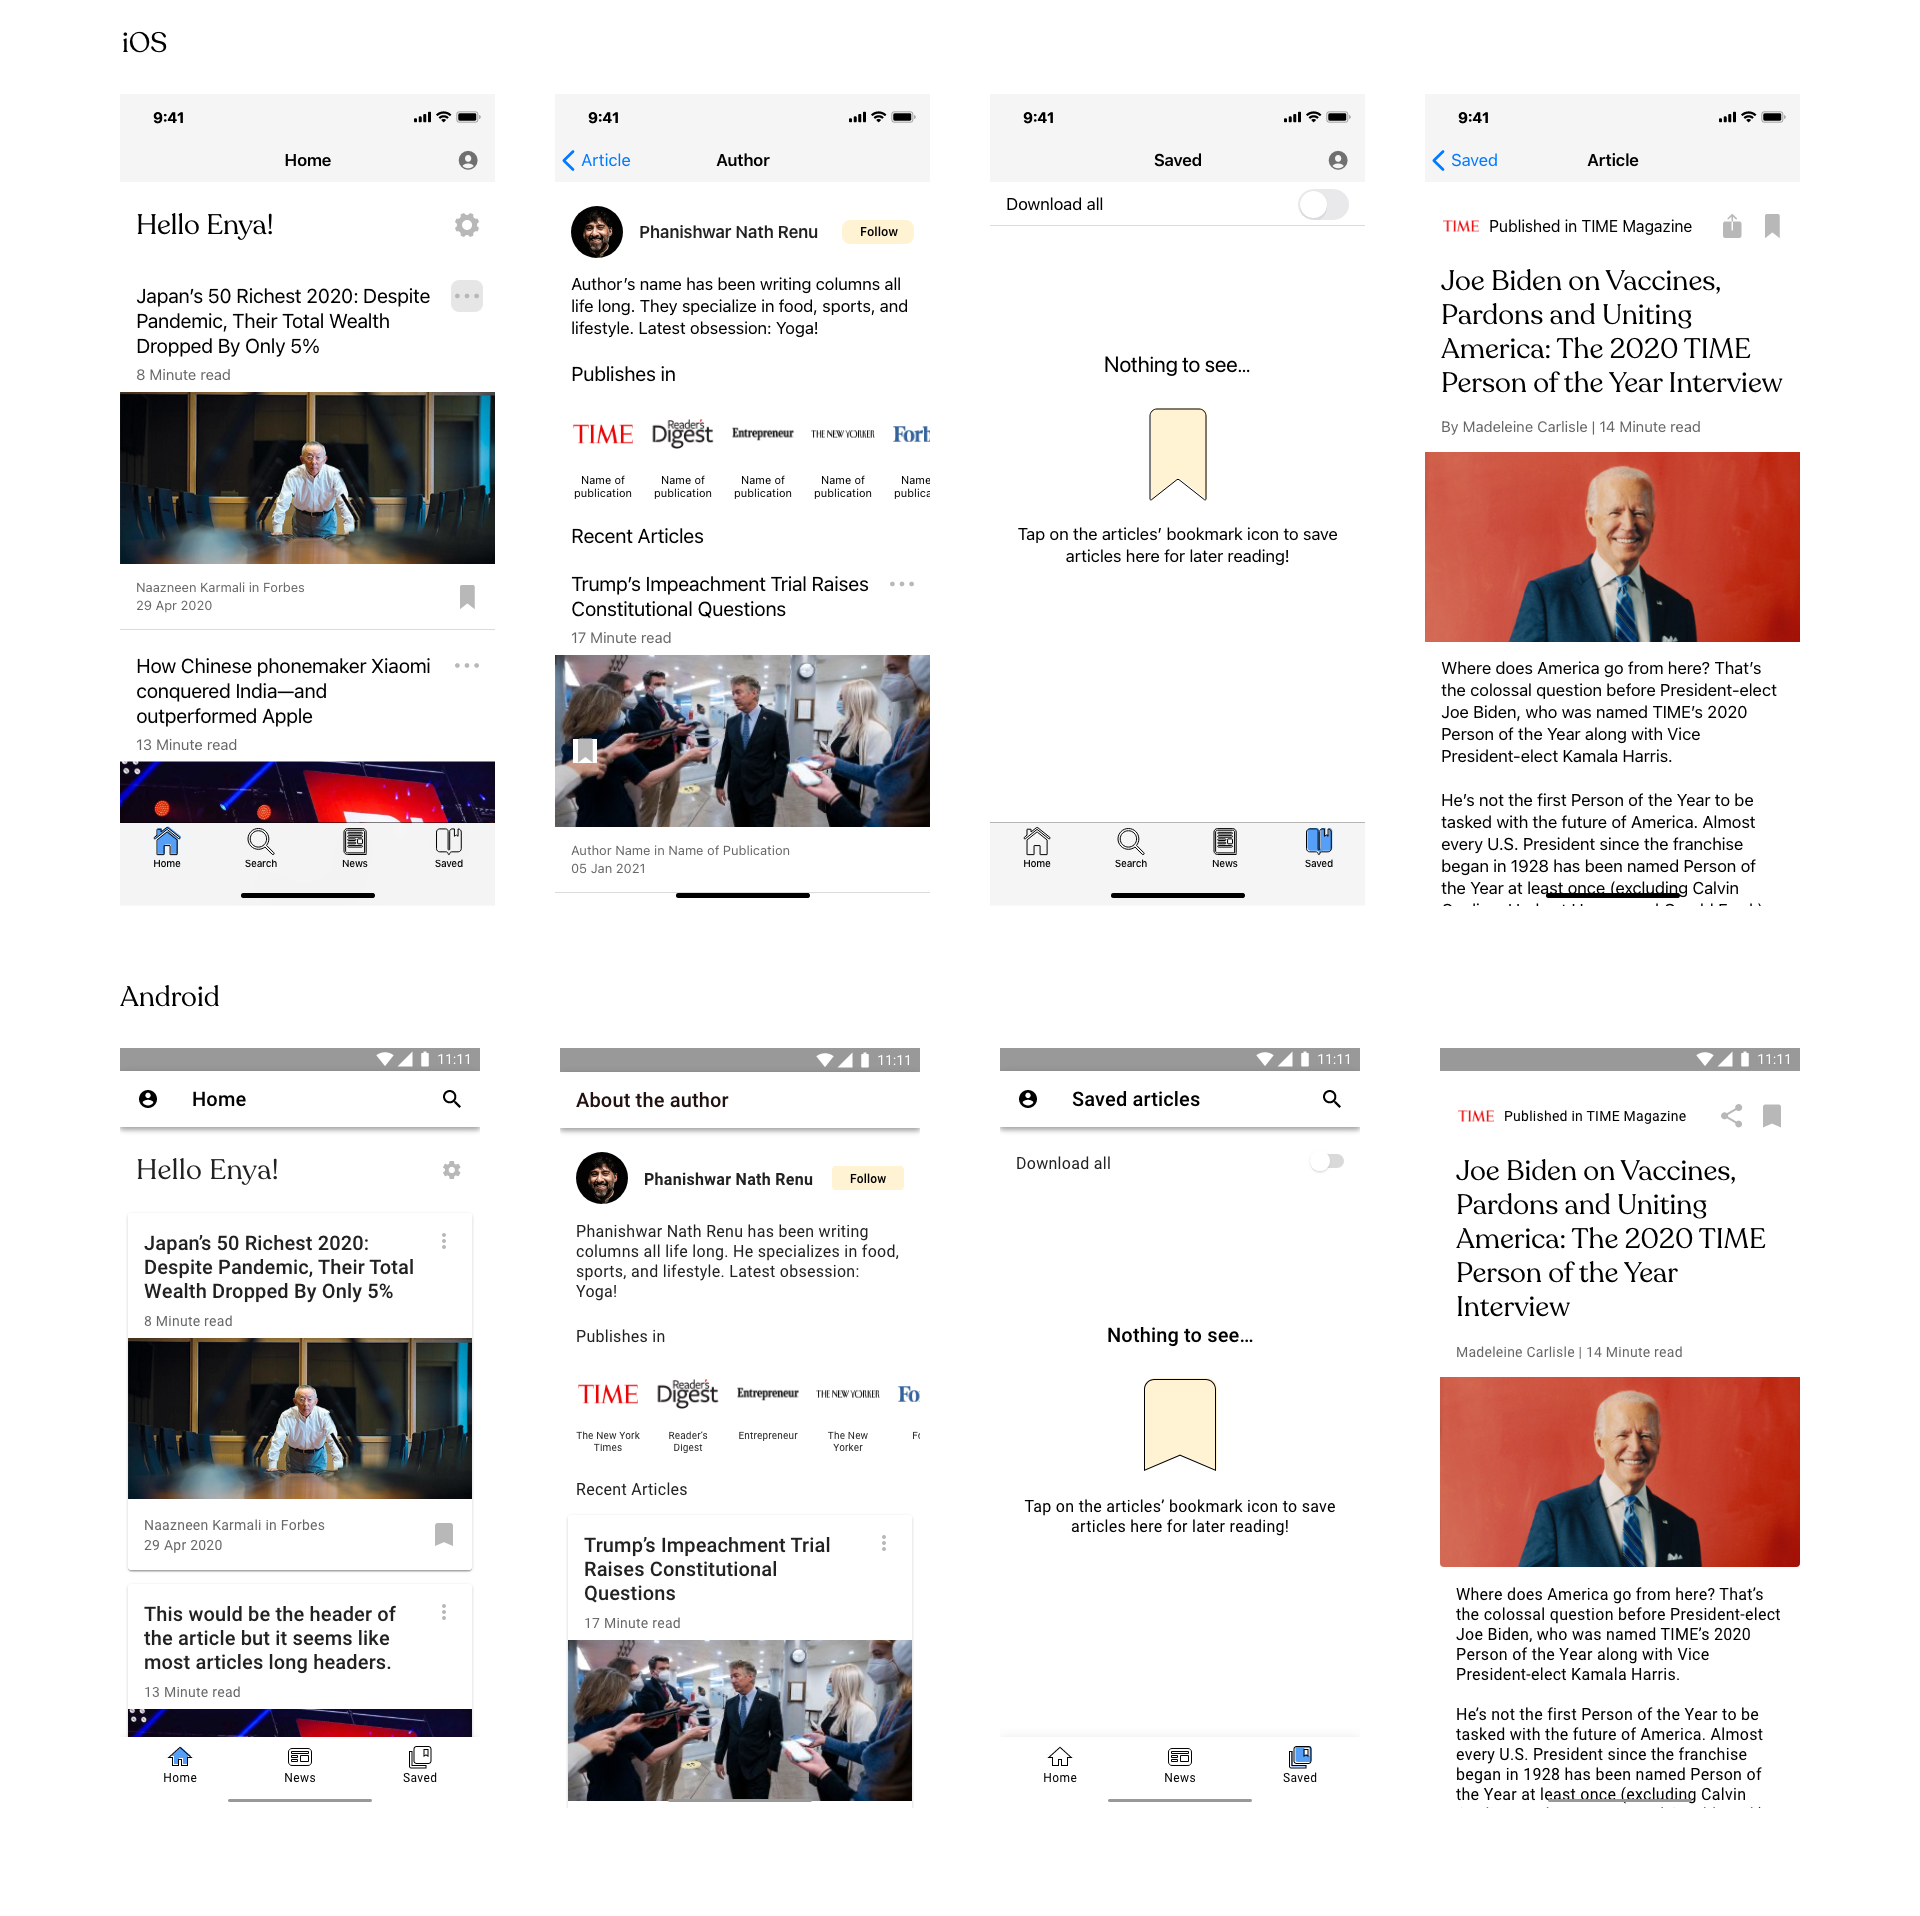 iOS
9:41
Home
Hello Enya!
Japan's 50 Richest 2020: Despite
Pandemic, Their Total Wealth
Dropped By Only 5%
8 Minute read
Naazneen Karmali in Forbes
29 Apr 2020
How Chinese phonemaker Xiaomi
conquered India—and
outperformed Apple
13 Minute read
Home
Search
News
Saved
9:41
Article
Author
Phanishwar Nath Renu
Follow
Author's name has been writing columns all
life long. They specialize in food, sports, and
lifestyle. Latest obsession: Yoga!
Publishes in
TIME
Reader's Digest
Entrepreneur
THE NEW YORKER
Forb
Name of
publication
Name of
publication
Name of
publication
Name of
publication
Name
publica
Recent Articles
Trump's Impeachment Trial Raises
Constitutional Questions
17 Minute read
Author Name in Name of Publication
05 Jan 2021
9:41
Saved
Download all
Nothing to see...
Tap on the articles' bookmark icon to save
articles here for later reading!
Home
Search
News
Saved
9:41
Saved
Article
TIME
Published in TIME Magazine
Joe Biden on Vaccines,
Pardons and Uniting
America: The 2020 TIME
Person of the Year Interview
By Madeleine Carlisle | 14 Minute read
Where does America go from here? That's
the colossal question before President-elect
Joe Biden, who was named TIME's 2020
Person of the Year along with Vice
President-elect Kamala Harris.
He's not the first Person of the Year to be
tasked with the future of America. Almost
every U.S. President since the franchise
began in 1928 has been named Person of
the Year at least once (excluding Calvin
Android
11:11
Home
Hello Enya!
Japan's 50 Richest 2020:
Despite Pandemic, Their Total
Wealth Dropped By Only 5%
8 Minute read
Naazneen Karmali in Forbes
29 Apr 2020
This would be the header of
the article but it seems like
most articles long headers.
13 Minute read
Home
News
Saved
11:11
About the author
Phanishwar Nath Renu
Follow
Phanishwar Nath Renu has been writing
columns all life long. He specializes in food,
sports, and lifestyle. Latest obsession:
Yoga!
Publishes in
TIME
Reader's Digest
Entrepreneur
THE NEW YORKER
Fo
The New York
Times
Reader's
Digest
Entrepreneur
The New
Yorker
Recent Articles
Trump's Impeachment Trial
Raises Constitutional
Questions
17 Minute read
11:11
Saved articles
Download all
Nothing to see...
Tap on the articles' bookmark icon to save
articles here for later reading!
Home
News
Saved
11:11
TIME
Published in TIME Magazine
Joe Biden on Vaccines,
Pardons and Uniting
America: The 2020 TIME
Person of the Year
Interview
Madeleine Carlisle | 14 Minute read
Where does America go from here? That's
the colossal question before President-elect
Joe Biden, who was named TIME's 2020
Person of the Year along with Vice
President-elect Kamala Harris.
He's not the first Person of the Year to be
tasked with the future of America. Almost
every U.S. President since the franchise
began in 1928 has been named Person of
the Year at least once (excluding Calvin